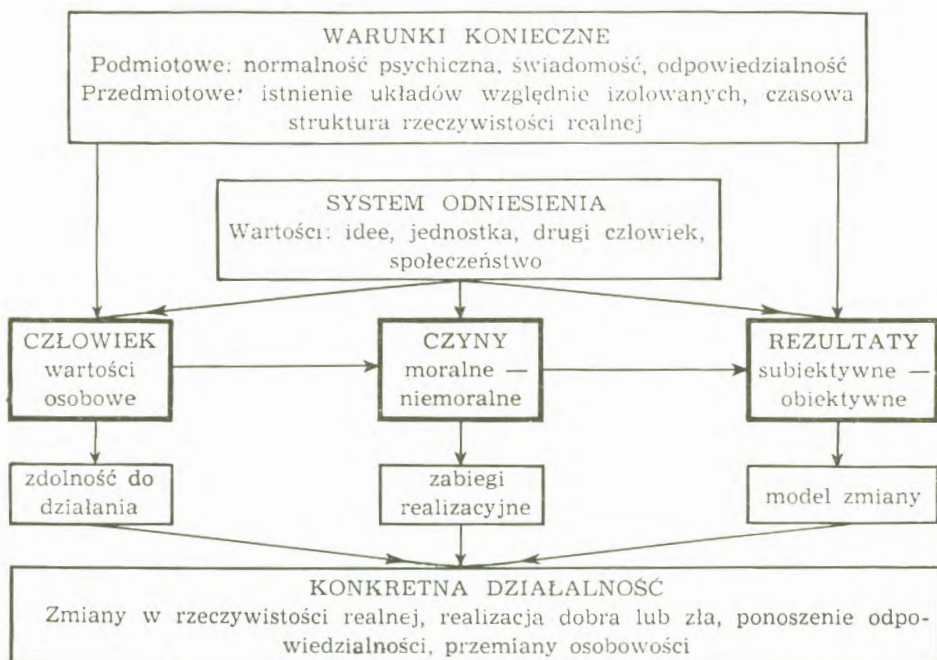 WARUNKI KONIECZNE
Podmiotowe: normalność psychiczna, świadomość, odpowiedzialność
Przedmiotowe: istnienie układów względnie izolowanych, czasowa
struktura rzeczywistości realnej
SYSTEM ODNIESIENIA
Wartości: idee, jednostka, drugi człowiek,
społeczeństwo
CZŁOWIEK
wartości
osobowe
CZYNY
moralne —
niemoralne
REZULTATY
subiektywne —
obiektywne
zdolność do
działania
zabiegi
realizacyjne
model zmiany
KONKRETNA DZIAŁALNOŚĆ
Zmiany w rzeczywistości realnej, realizacja dobra lub zła, ponoszenie odpo-
wiedzialności, przemiany osobowości